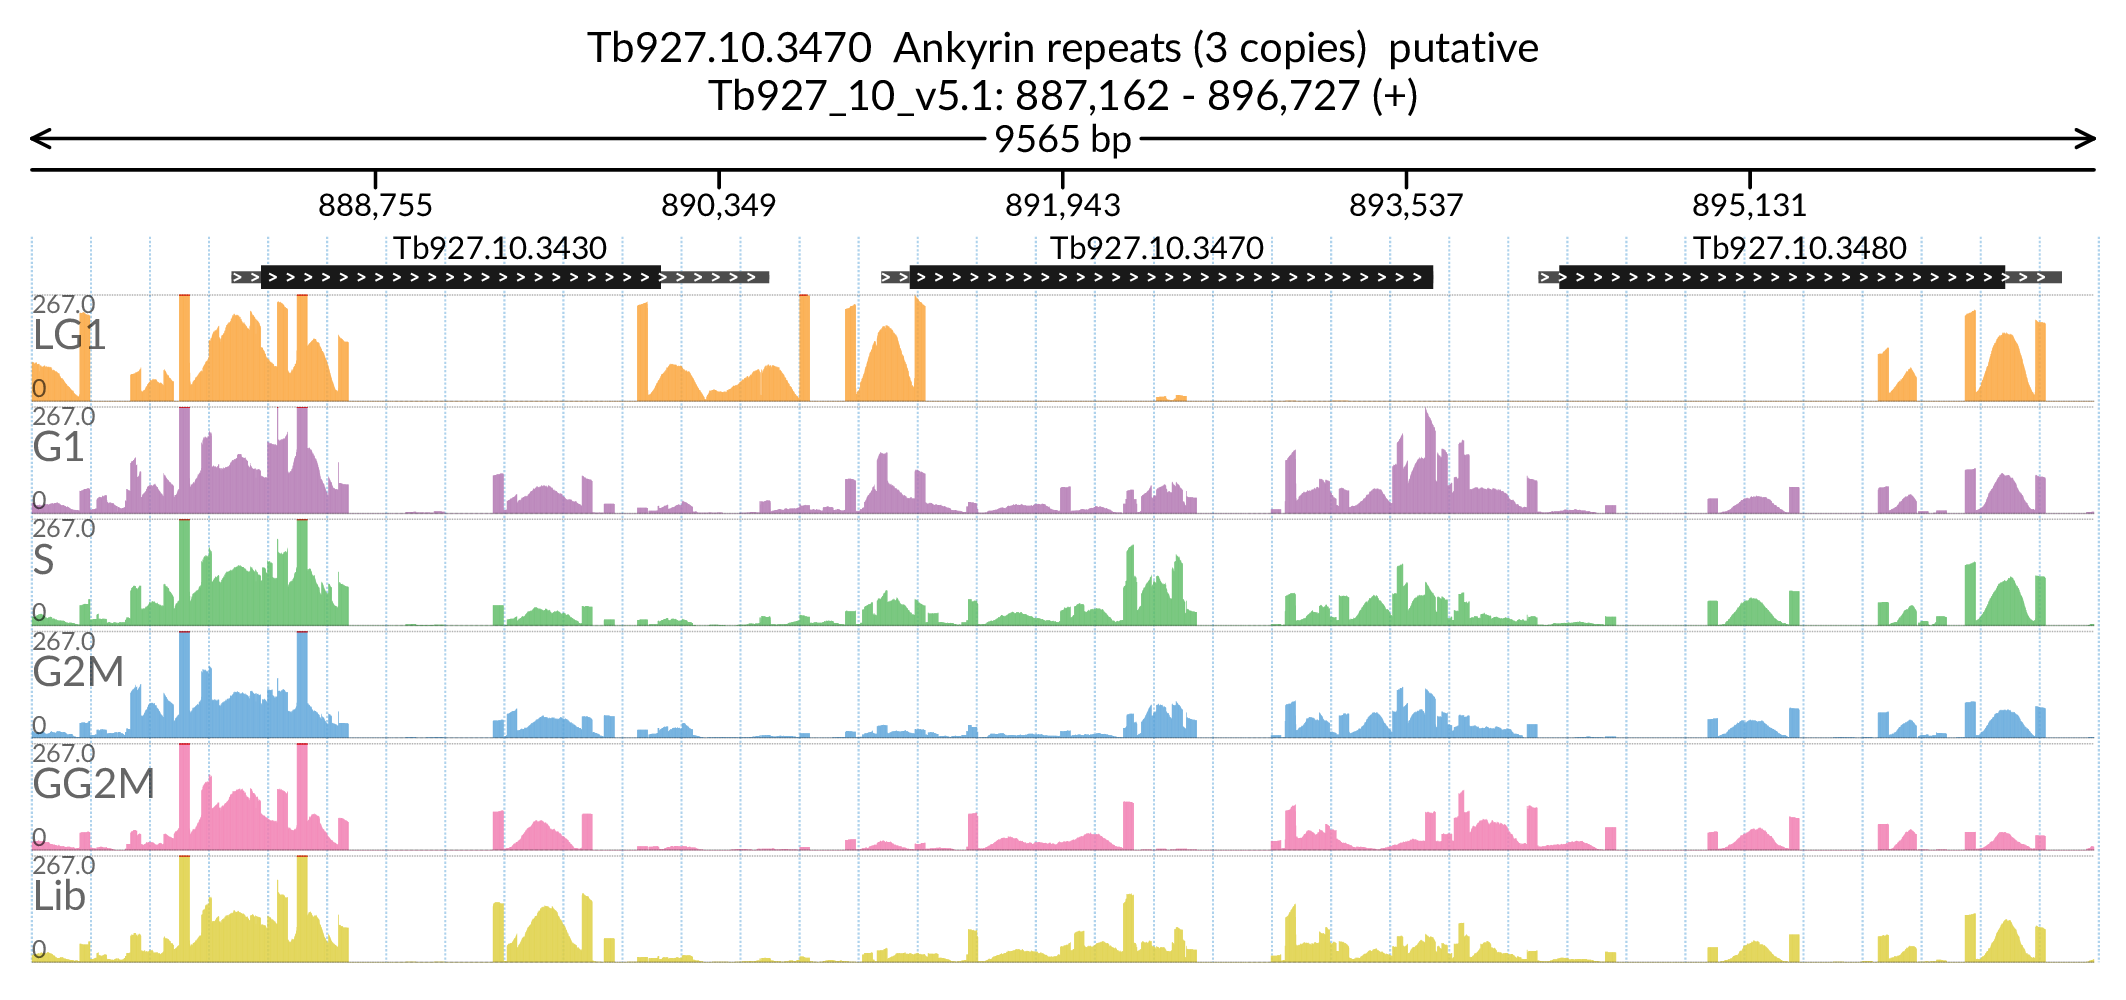 Tb927.10.3470 Ankyrin repeats (3 copies) putative
Tb927_10_v5.1: 887,162 - 896,727 (+)
9565 bp
888,755 890,349 891,943 893,537 895,131
Tb927.10.3430 Tb927.10.3470 Tb927.10.3480
267.0
LG1
0
267.0
G1
0
267.0
S
0
267.0
G2M
0
267.0
GG2M
0
267.0
Lib
0